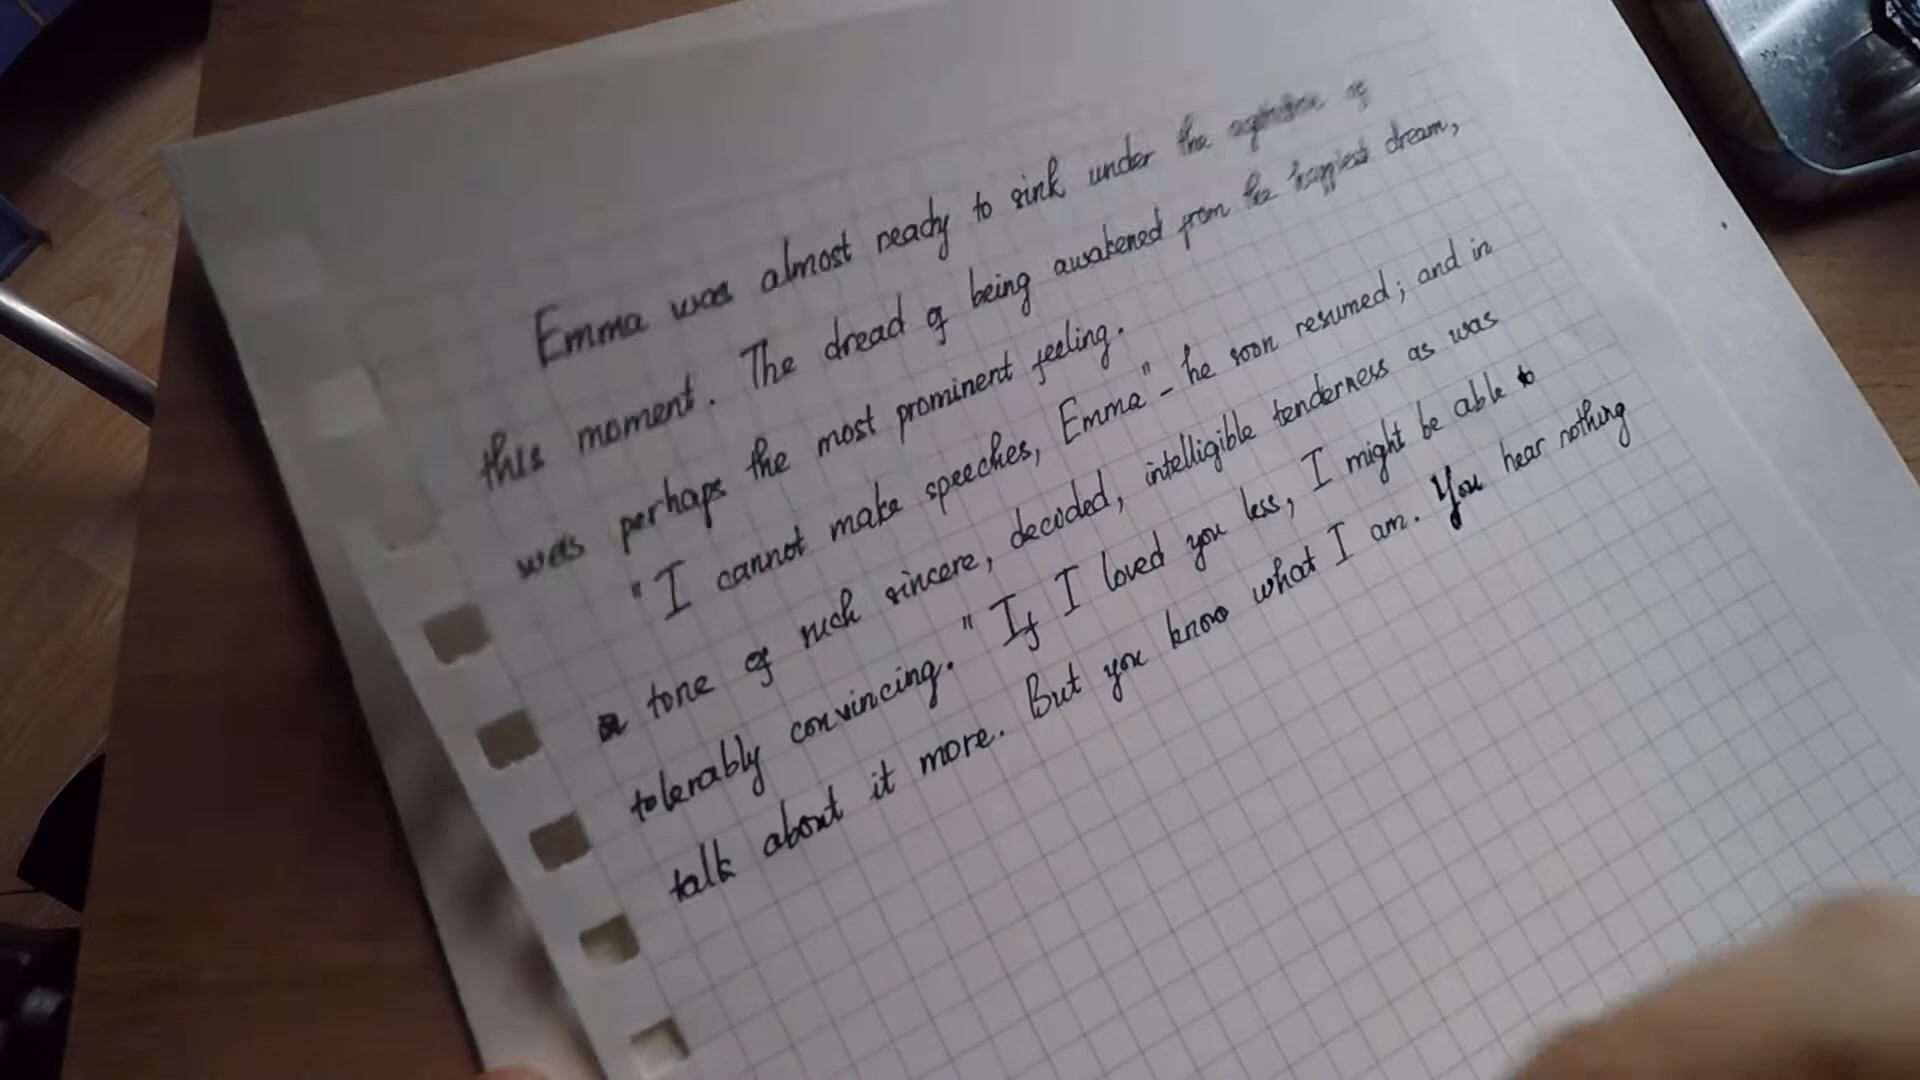 Emma was almost ready to sink under the agitation of
this moment. The dread of being awakened from the happiest dream,
was perhaps the most prominent feeling.
"I cannot make speeches, Emma" - he soon resumed; and in
a tone of such sincere, decoded, intelligible tenderness as was
tolerably convincing. "If I loved you less, I might be able to
talk about it more. But you know what I am. You hear nothing